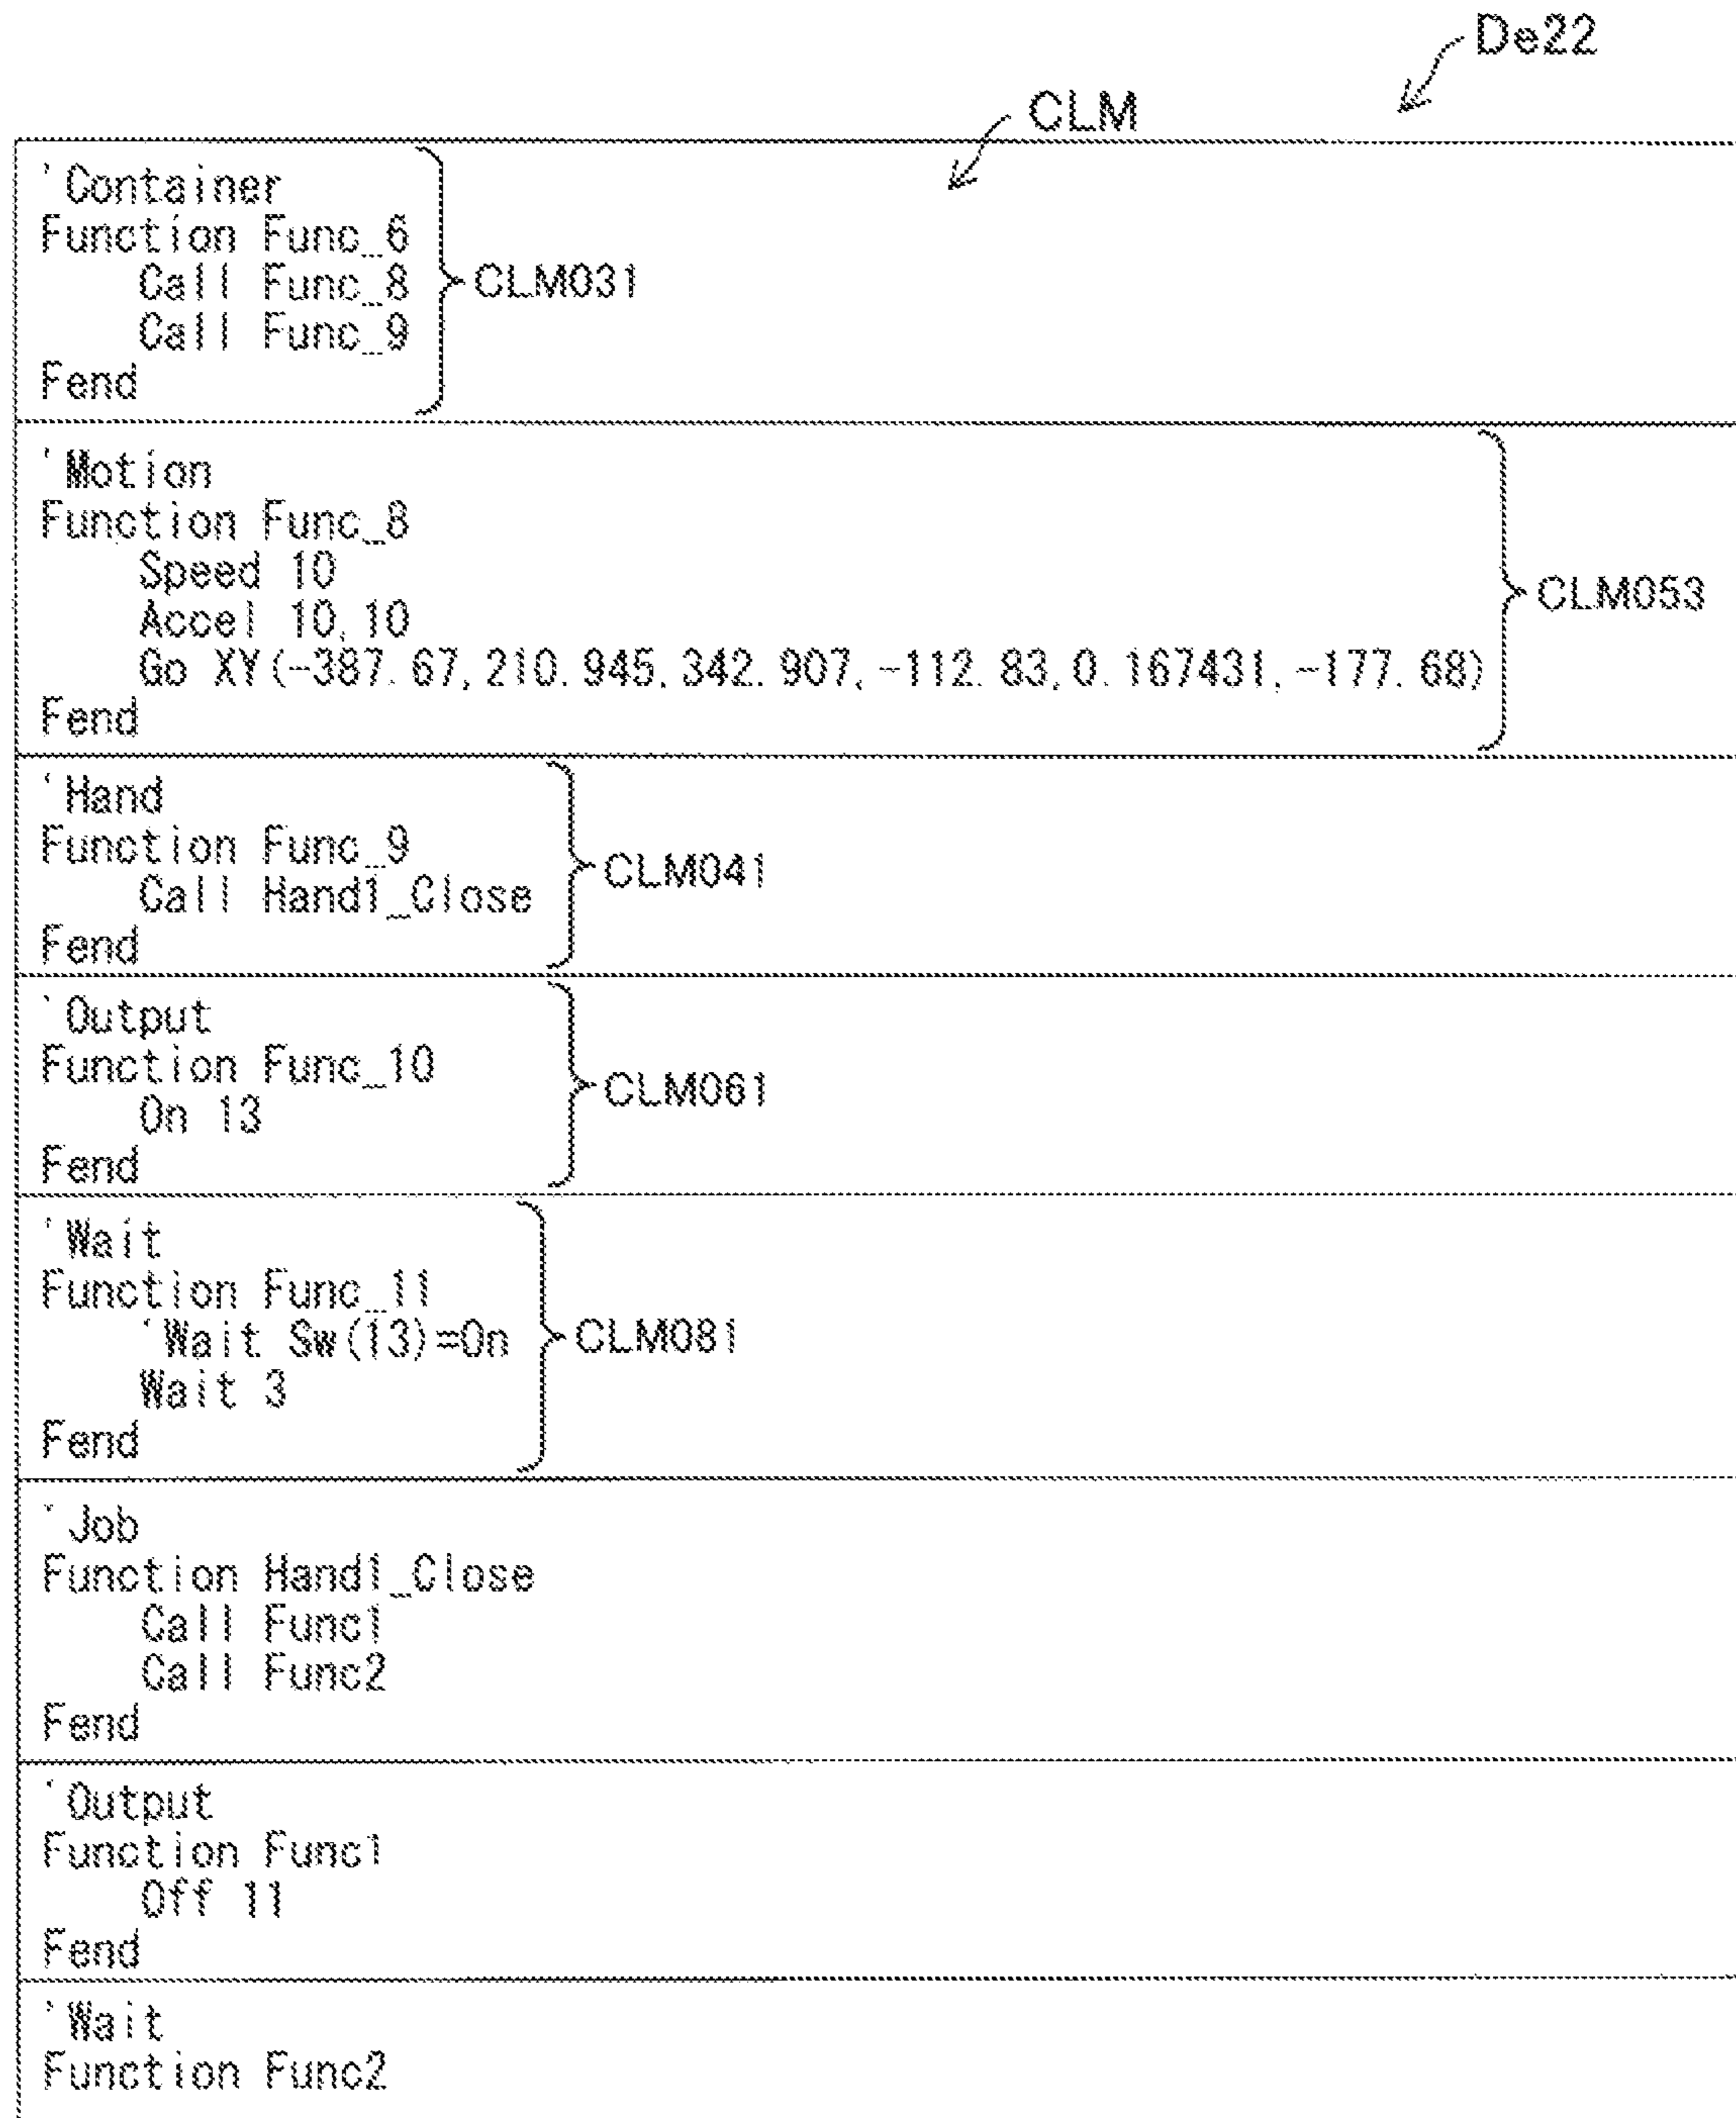 De22
CLM
'Container
Function Func_6
Call Func_8
Call Func_9
Fend
CLM031
'Motion
Function Func_8
Speed 10
Accel 10,10
Go XY(-387.67,210.945,342.907,-112.83,0.167431,-177.68)
Fend
CLM053
'Hand
Function Func_9
Call Hand1_Close
Fend
CLM041
'Output
Function Func_10
On 13
Fend
CLM061
'Wait
Function Func_11
'Wait Sw(13)=On
Wait 3
Fend
CLM081
'Job
Function Hand1_Close
Call Func1
Call Func2
Fend
'Output
Function Func1
Off 11
Fend
'Wait
Function Func2